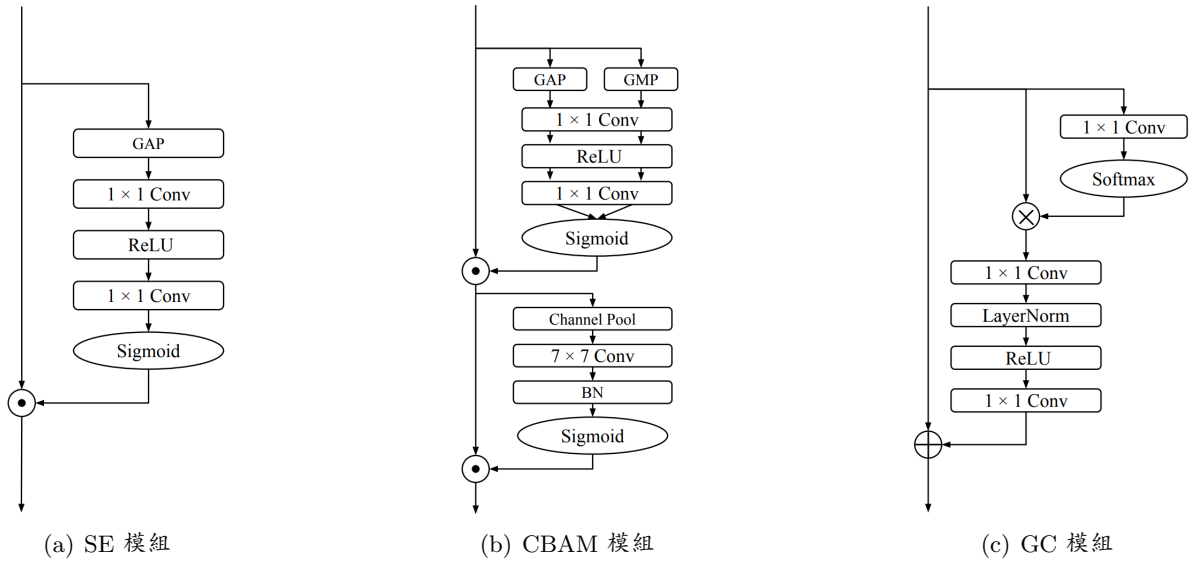 GAP
1 × 1 Conv
ReLU
1 × 1 Conv
Sigmoid
(a) SE 模組
GAP GMP
1 × 1 Conv
ReLU
1 × 1 Conv
Sigmoid
Channel Pool
7 × 7 Conv
BN
Sigmoid
(b) CBAM 模組
1 × 1 Conv
Softmax
1 × 1 Conv
LayerNorm
ReLU
1 × 1 Conv
(c) GC 模組